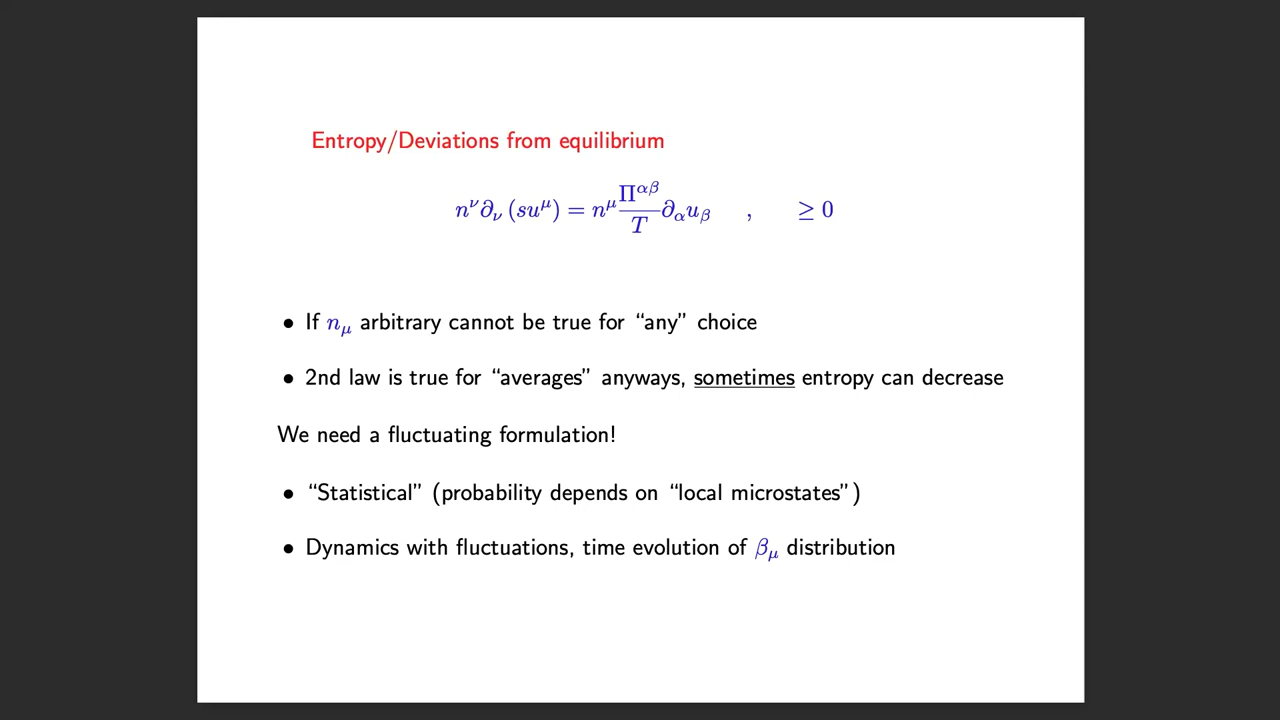 Entropy/Deviations from equilibrium
n^ν ∂_ν (su^μ) = n^μ Π^{αβ}/T ∂_α u_β , ≥ 0
• If n_μ arbitrary cannot be true for “any” choice
• 2nd law is true for “averages” anyways, sometimes entropy can decrease
We need a fluctuating formulation!
• “Statistical” (probability depends on “local microstates”)
• Dynamics with fluctuations, time evolution of β_μ distribution